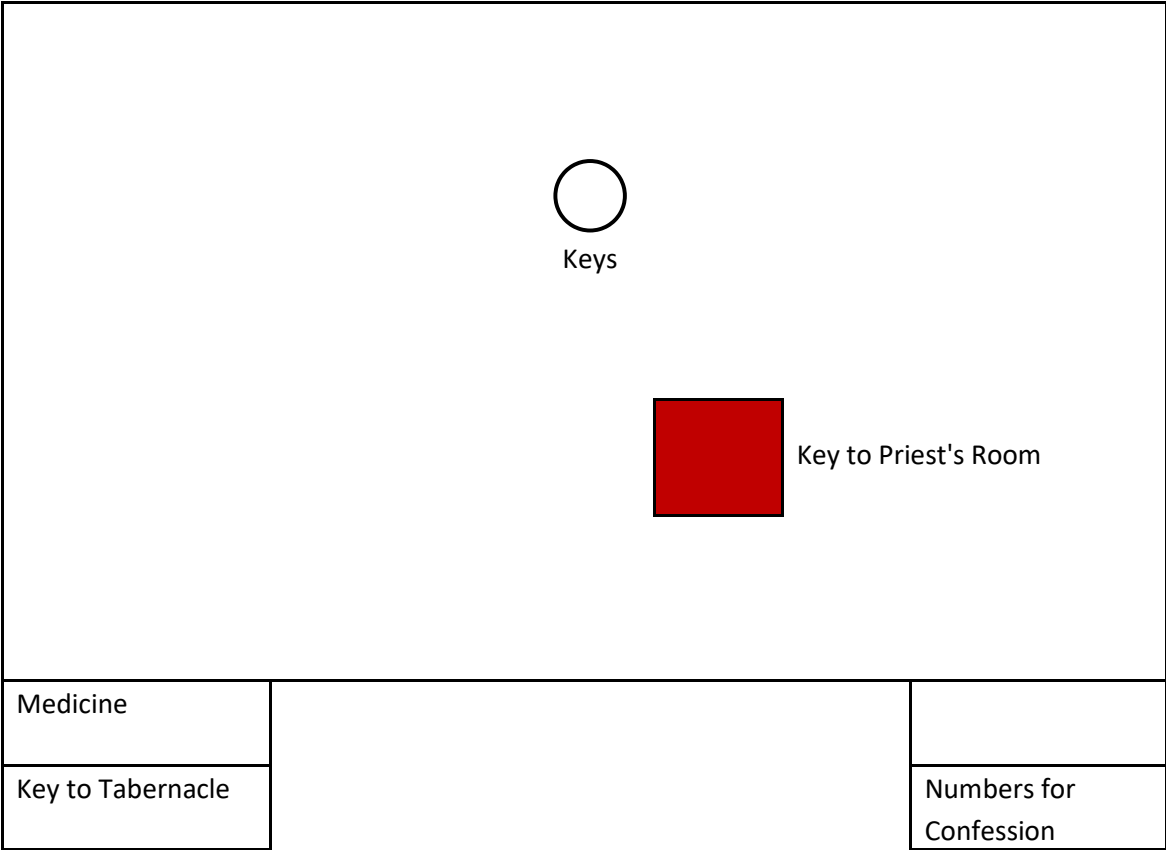 Keys
Key to Priest's Room
Medicine
Key to Tabernacle
Numbers for
Confession